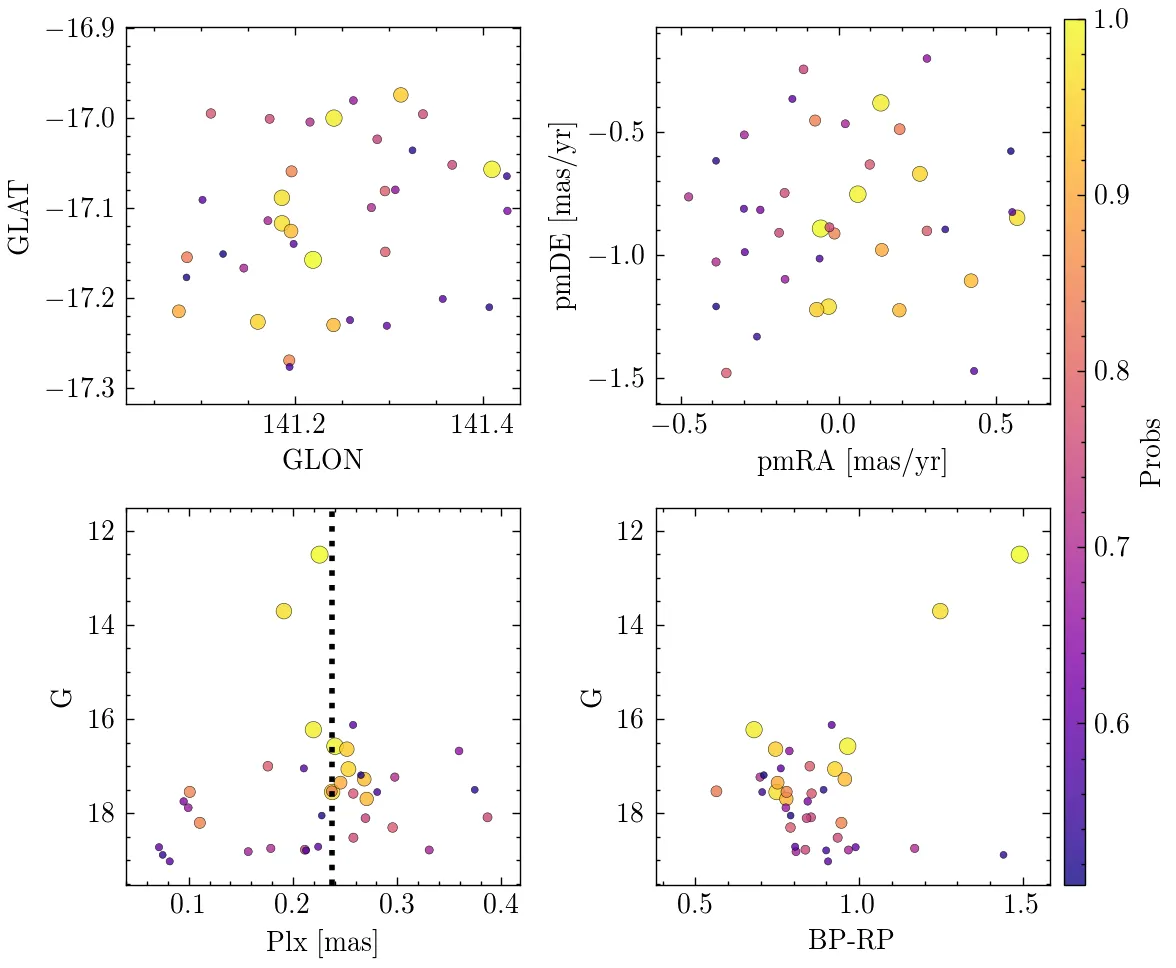 −16.9
−17.0
−17.1
−17.2
−17.3
GLAT
141.2 141.4
GLON
−0.5
−1.0
−1.5
pmDE [mas/yr]
−0.5 0.0 0.5
pmRA [mas/yr]
1.0
0.9
0.8
0.7
0.6
Probs
12
14
16
18
G
0.1 0.2 0.3 0.4
Plx [mas]
12
14
16
18
G
0.5 1.0 1.5
BP-RP